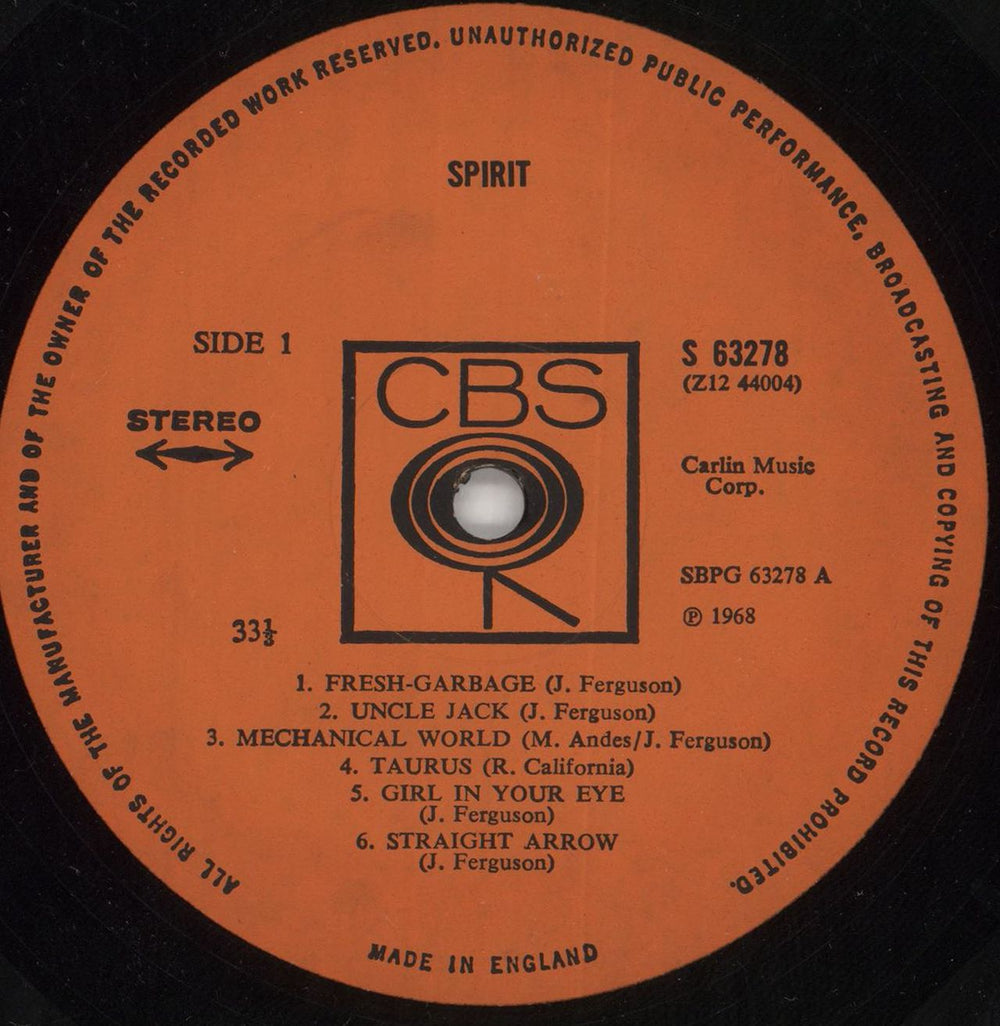 ALL RIGHTS OF THE MANUFACTURER AND OF THE OWNER OF THE RECORDED WORK RESERVED. UNAUTHORIZED PUBLIC PERFORMANCE, BROADCASTING AND COPYING OF THIS RECORD PROHIBITED.
SPIRIT
SIDE 1
STEREO
CBS
S 63278
(Z12 44004)
Carlin Music
Corp.
SBPG 63278 A
℗ 1968
33⅓
1. FRESH-GARBAGE (J. Ferguson)
2. UNCLE JACK (J. Ferguson)
3. MECHANICAL WORLD (M. Andes/J. Ferguson)
4. TAURUS (R. California)
5. GIRL IN YOUR EYE
(J. Ferguson)
6. STRAIGHT ARROW
(J. Ferguson)
MADE IN ENGLAND